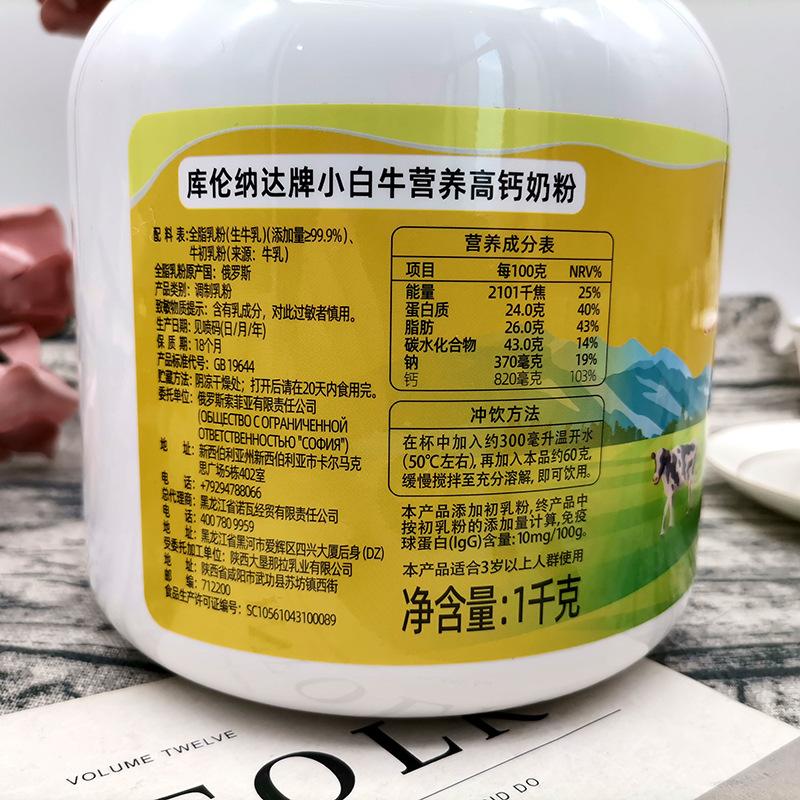 库伦纳达牌小白牛营养高钙奶粉
配料表:全脂乳粉(生牛乳)(添加量≥99.9%)、
牛初乳粉(来源：牛乳)
全脂乳粉原产国：俄罗斯
产品类别：调制乳粉
致敏物质提示：含有乳成分，对此过敏者慎用。
生产日期：见喷码(日/月/年)
保质期：18个月
产品标准代号：GB 19644
贮藏方法：阴凉干燥处；打开后请在20天内食用完。
委托单位：俄罗斯索菲亚有限责任公司
(ОБЩЕСТВО С ОГРАНИЧЕННОЙ
ОТВЕТСТВЕННОСТЬЮ "СОФИЯ")
地址：新西伯利亚州新西伯利亚市卡尔马克
思广场5栋402室
电话：+79294788066
总代理商：黑龙江省诺瓦经贸有限责任公司
电话：400 780 9959
地址：黑龙江省黑河市爱辉区四兴大厦后身(DZ)
受委托加工单位：陕西大垦那拉乳业有限公司
地址：陕西省咸阳市武功县苏坊镇西街
邮编：712200
食品生产许可证编号：SC10561043100089
营养成分表
项目 每100克 NRV%
能量 2101千焦 25%
蛋白质 24.0克 40%
脂肪 26.0克 43%
碳水化合物 43.0克 14%
钠 370毫克 19%
钙 820毫克 103%
冲饮方法
在杯中加入约300毫升温开水
(50℃左右),再加入本品约60克,
缓慢搅拌至充分溶解,即可饮用。
本产品添加初乳粉,终产品中
按初乳粉的添加量计算,免疫
球蛋白(IgG)含量:10mg/100g。
本产品适合3岁以上人群使用
净含量:1千克
VOLUME TWELVE
FOLK